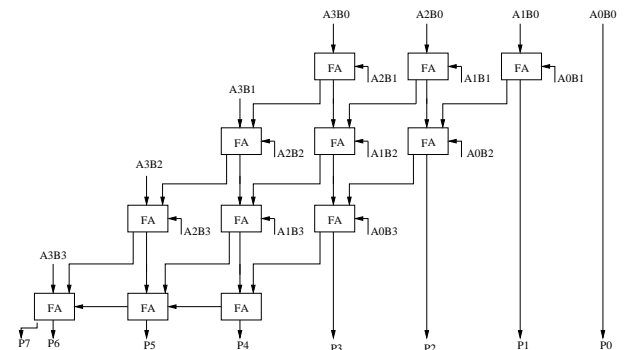 A3B0 A2B0 A1B0 A0B0
FA A2B1 FA A1B1 FA A0B1
A3B1
FA A2B2 FA A1B2 FA A0B2
A3B2
FA A2B3 FA A1B3 FA A0B3
A3B3
FA FA FA
P7 P6 P5 P4 P3 P2 P1 P0